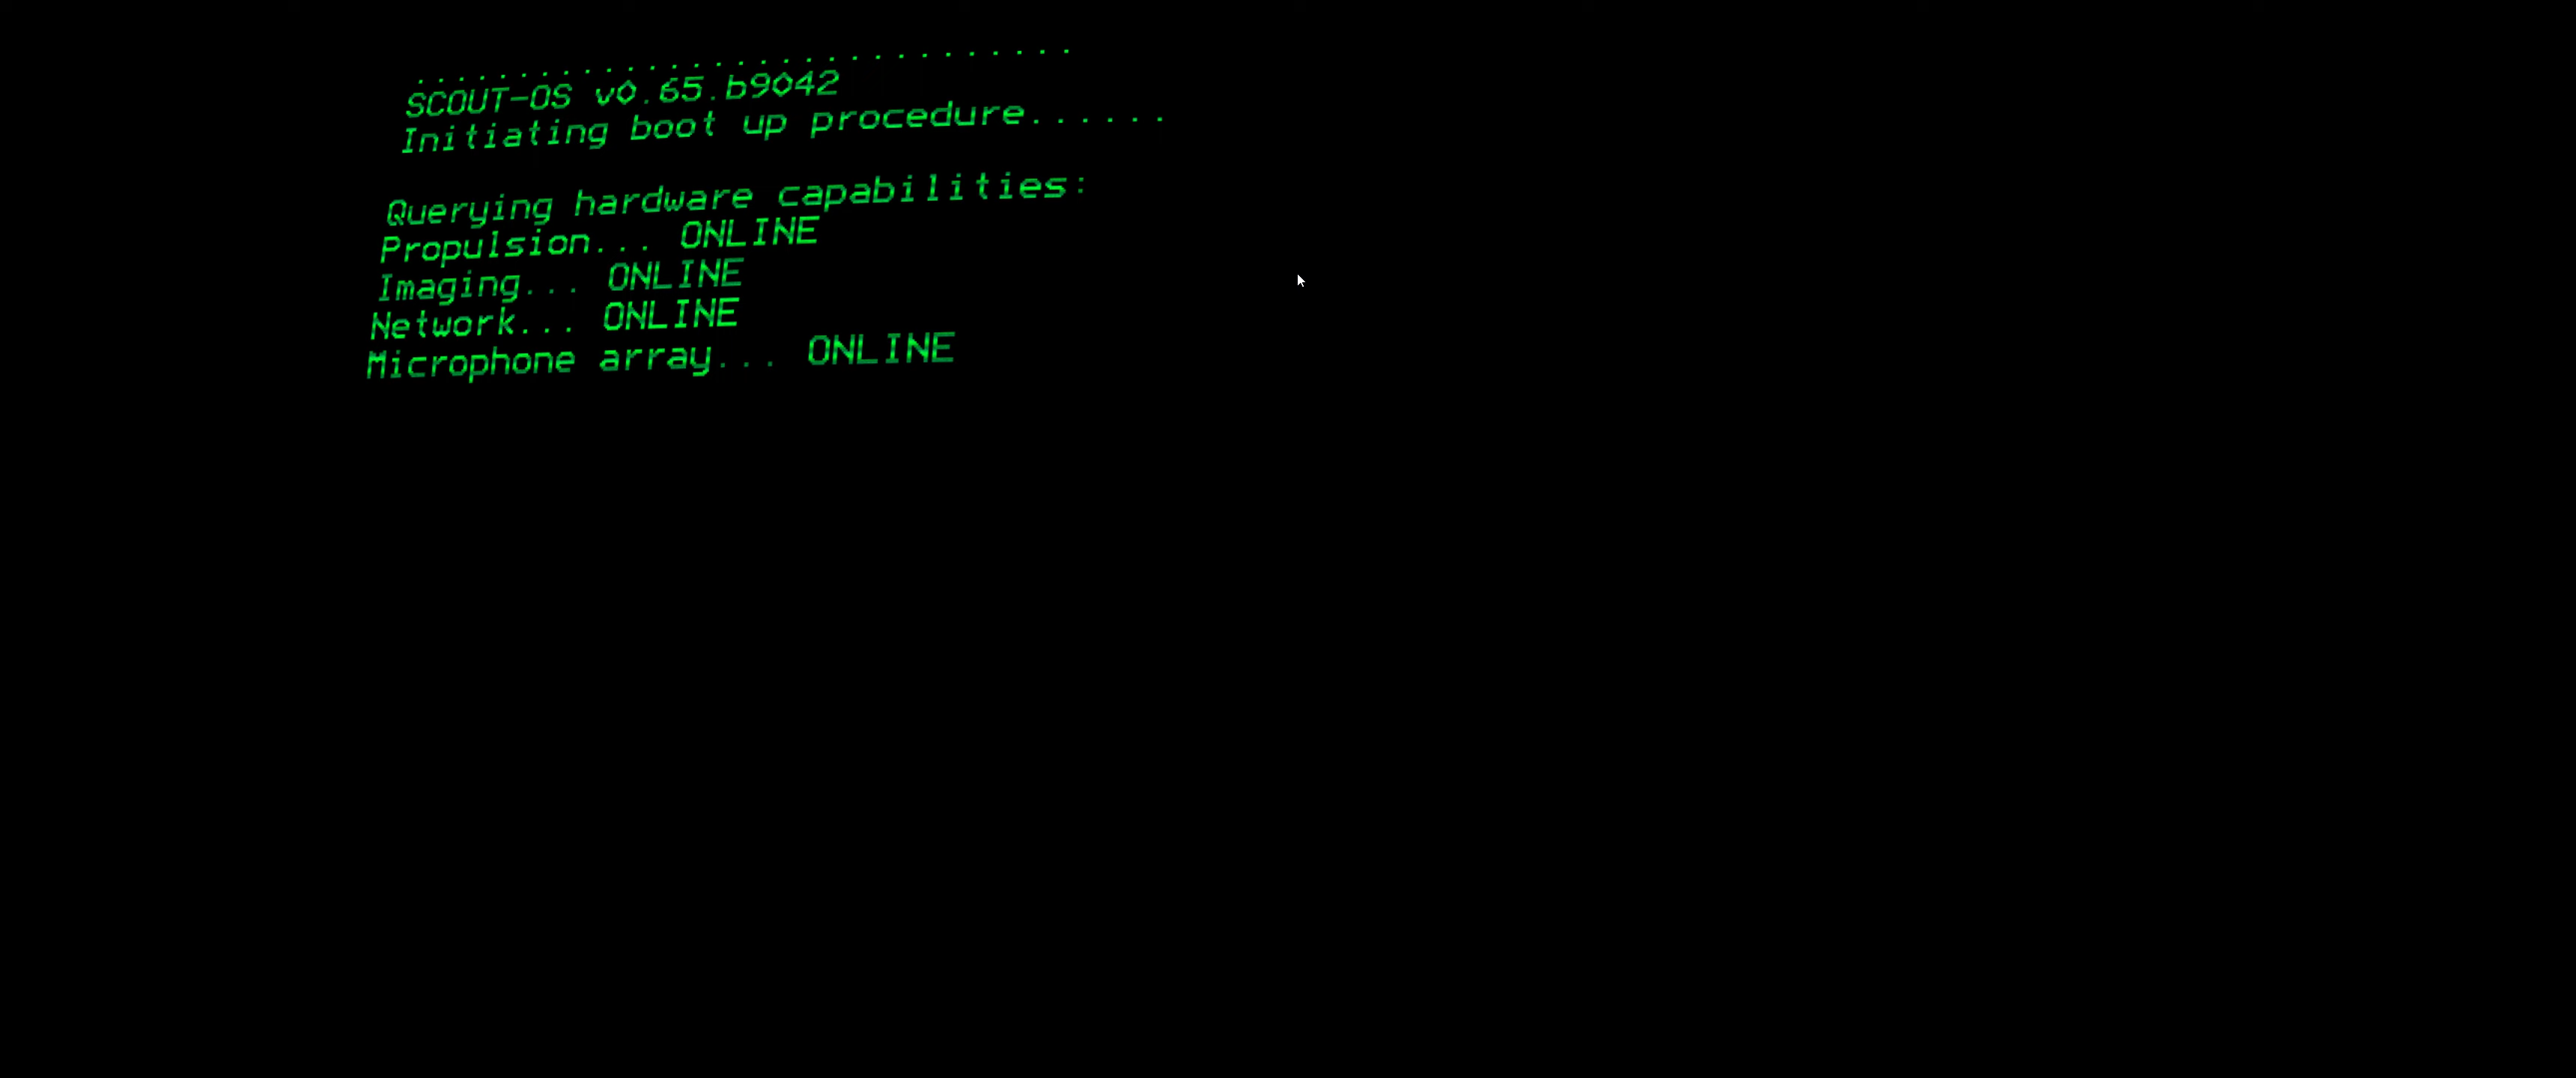 ................................
SCOUT-OS v0.65.b9042
Initiating boot up procedure......
Querying hardware capabilities:
Propulsion... ONLINE
Imaging... ONLINE
Network... ONLINE
Microphone array... ONLINE